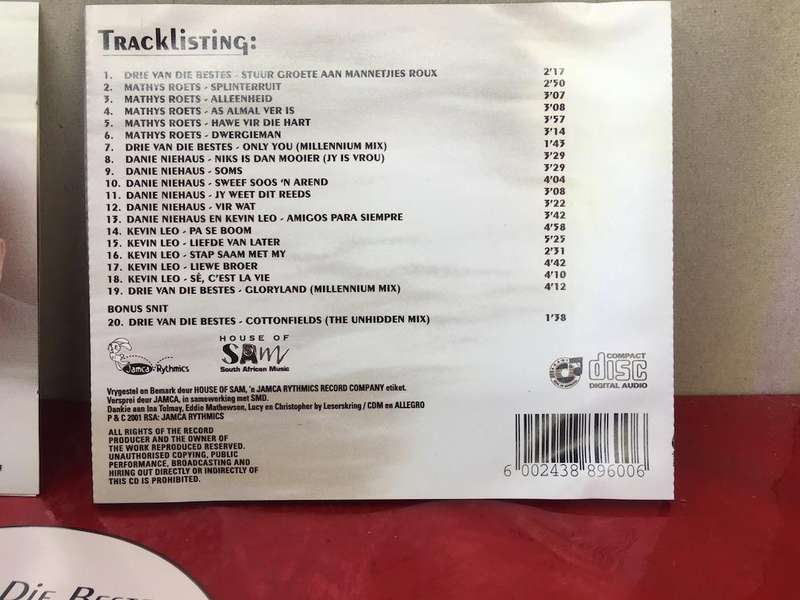 Tracklisting:
1. DRIE VAN DIE BESTES - STUUR GROETE AAN MANNETJIES ROUX 2'17
2. MATHYS ROETS - SPLINTERRUIT 2'50
3. MATHYS ROETS - ALLEENHEID 3'07
4. MATHYS ROETS - AS ALMAL VER IS 3'08
5. MATHYS ROETS - HAWE VIR DIE HART 3'57
6. MATHYS ROETS - DWERGIEMAN 3'14
7. DRIE VAN DIE BESTES - ONLY YOU (MILLENNIUM MIX) 1'43
8. DANIE NIEHAUS - NIKS IS DAN MOOIER (JY IS VROU) 3'29
9. DANIE NIEHAUS - SOMS 3'29
10. DANIE NIEHAUS - SWEEF SOOS 'N AREND 4'04
11. DANIE NIEHAUS - JY WEET DIT REEDS 3'08
12. DANIE NIEHAUS - VIR WAT 3'22
13. DANIE NIEHAUS EN KEVIN LEO - AMIGOS PARA SIEMPRE 3'42
14. KEVIN LEO - PA SE BOOM 4'58
15. KEVIN LEO - LIEFDE VAN LATER 5'25
16. KEVIN LEO - STAP SAAM MET MY 2'31
17. KEVIN LEO - LIEWE BROER 4'42
18. KEVIN LEO - SÊ, C'EST LA VIE 4'10
19. DRIE VAN DIE BESTES - GLORYLAND (MILLENNIUM MIX) 4'12
BONUS SNIT
20. DRIE VAN DIE BESTES - COTTONFIELDS (THE UNHIDDEN MIX) 1'38
Jamca Rythmics
HOUSE OF
SAM
South African Music
COMPACT
disc
DIGITAL AUDIO
Vrygestel en Bemark deur HOUSE OF SAM, 'n JAMCA RYTHMICS RECORD COMPANY etiket.
Versprei deur JAMCA, in samewerking met SMD.
Dankie aan Ina Tolmay, Eddie Mathewson, Lucy en Christopher by Leserskring / CDM en ALLEGRO
P & C 2001 RSA: JAMCA RYTHMICS
ALL RIGHTS OF THE RECORD
PRODUCER AND THE OWNER OF
THE WORK REPRODUCED RESERVED.
UNAUTHORISED COPYING, PUBLIC
PERFORMANCE, BROADCASTING AND
HIRING OUT DIRECTLY OR INDIRECTLY OF
THIS CD IS PROHIBITED.
6 002438 896006
DIE BESTE